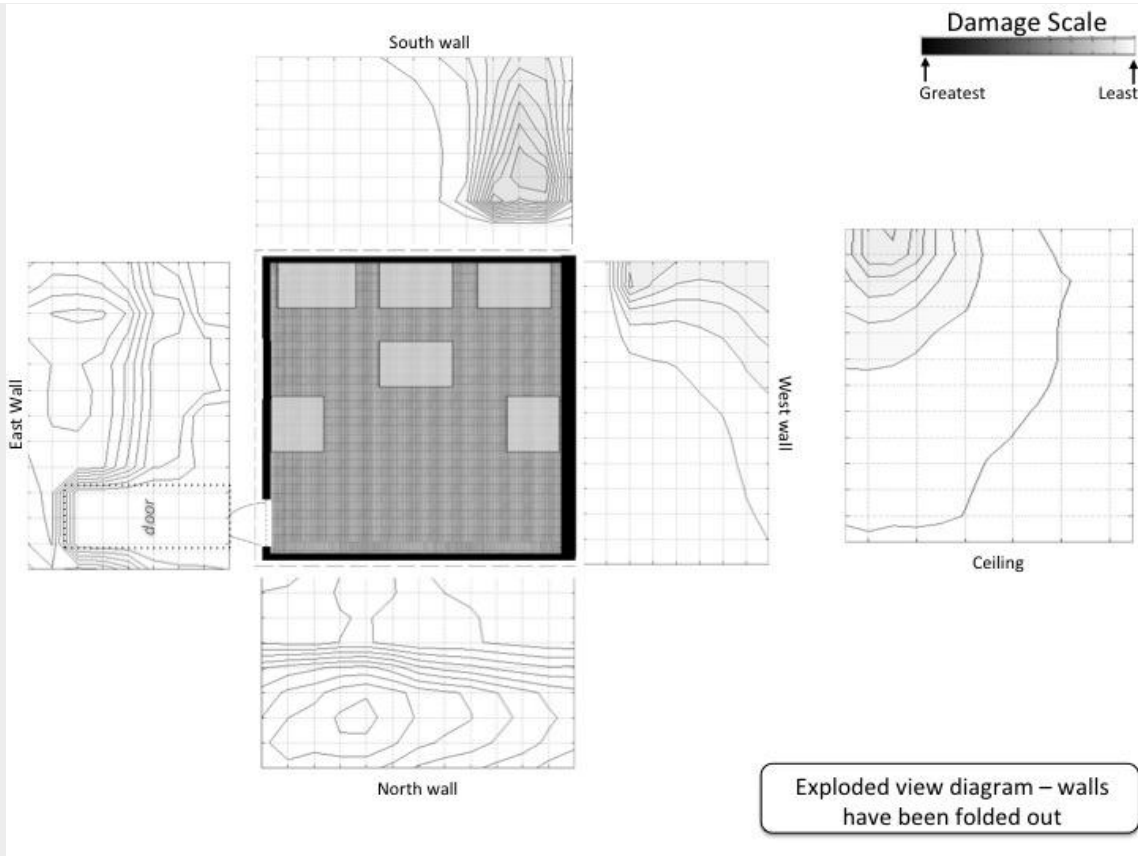 Damage Scale
Greatest
Least
South wall
East Wall
door
West wall
Ceiling
North wall
Exploded view diagram – walls
have been folded out